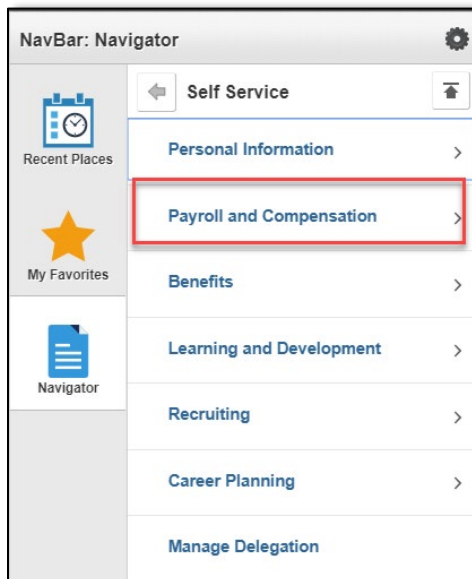 NavBar: Navigator
Recent Places
My Favorites
Navigator
Self Service
Personal Information
Payroll and Compensation
Benefits
Learning and Development
Recruiting
Career Planning
Manage Delegation